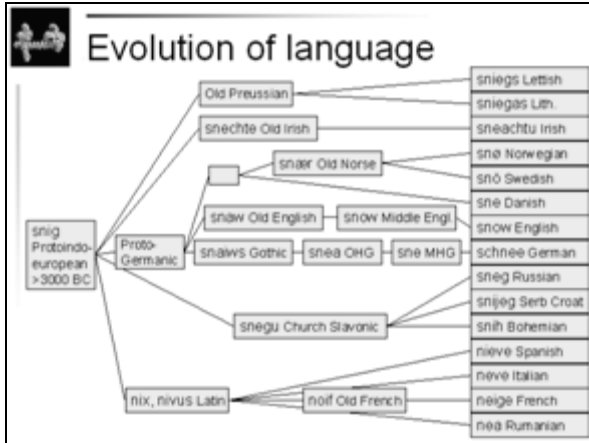 Evolution of language
sniegs Lettish
Old Preussian
sniegas Lith.
snechte Old Irish
sneachtu Irish
snø Norwegian
snær Old Norse
snö Swedish
sne Danish
snaw Old English
snow Middle Engl.
snow English
snig
Protoindo-
european
>3000 BC
Proto-
Germanic
snaiws Gothic
snea OHG
sne MHG
schnee German
sneg Russian
snijeg Serb Croat
snegu Church Slavonic
snih Bohemian
nieve Spanish
neve Italian
nix, nivus Latin
noif Old French
neige French
nea Rumanian